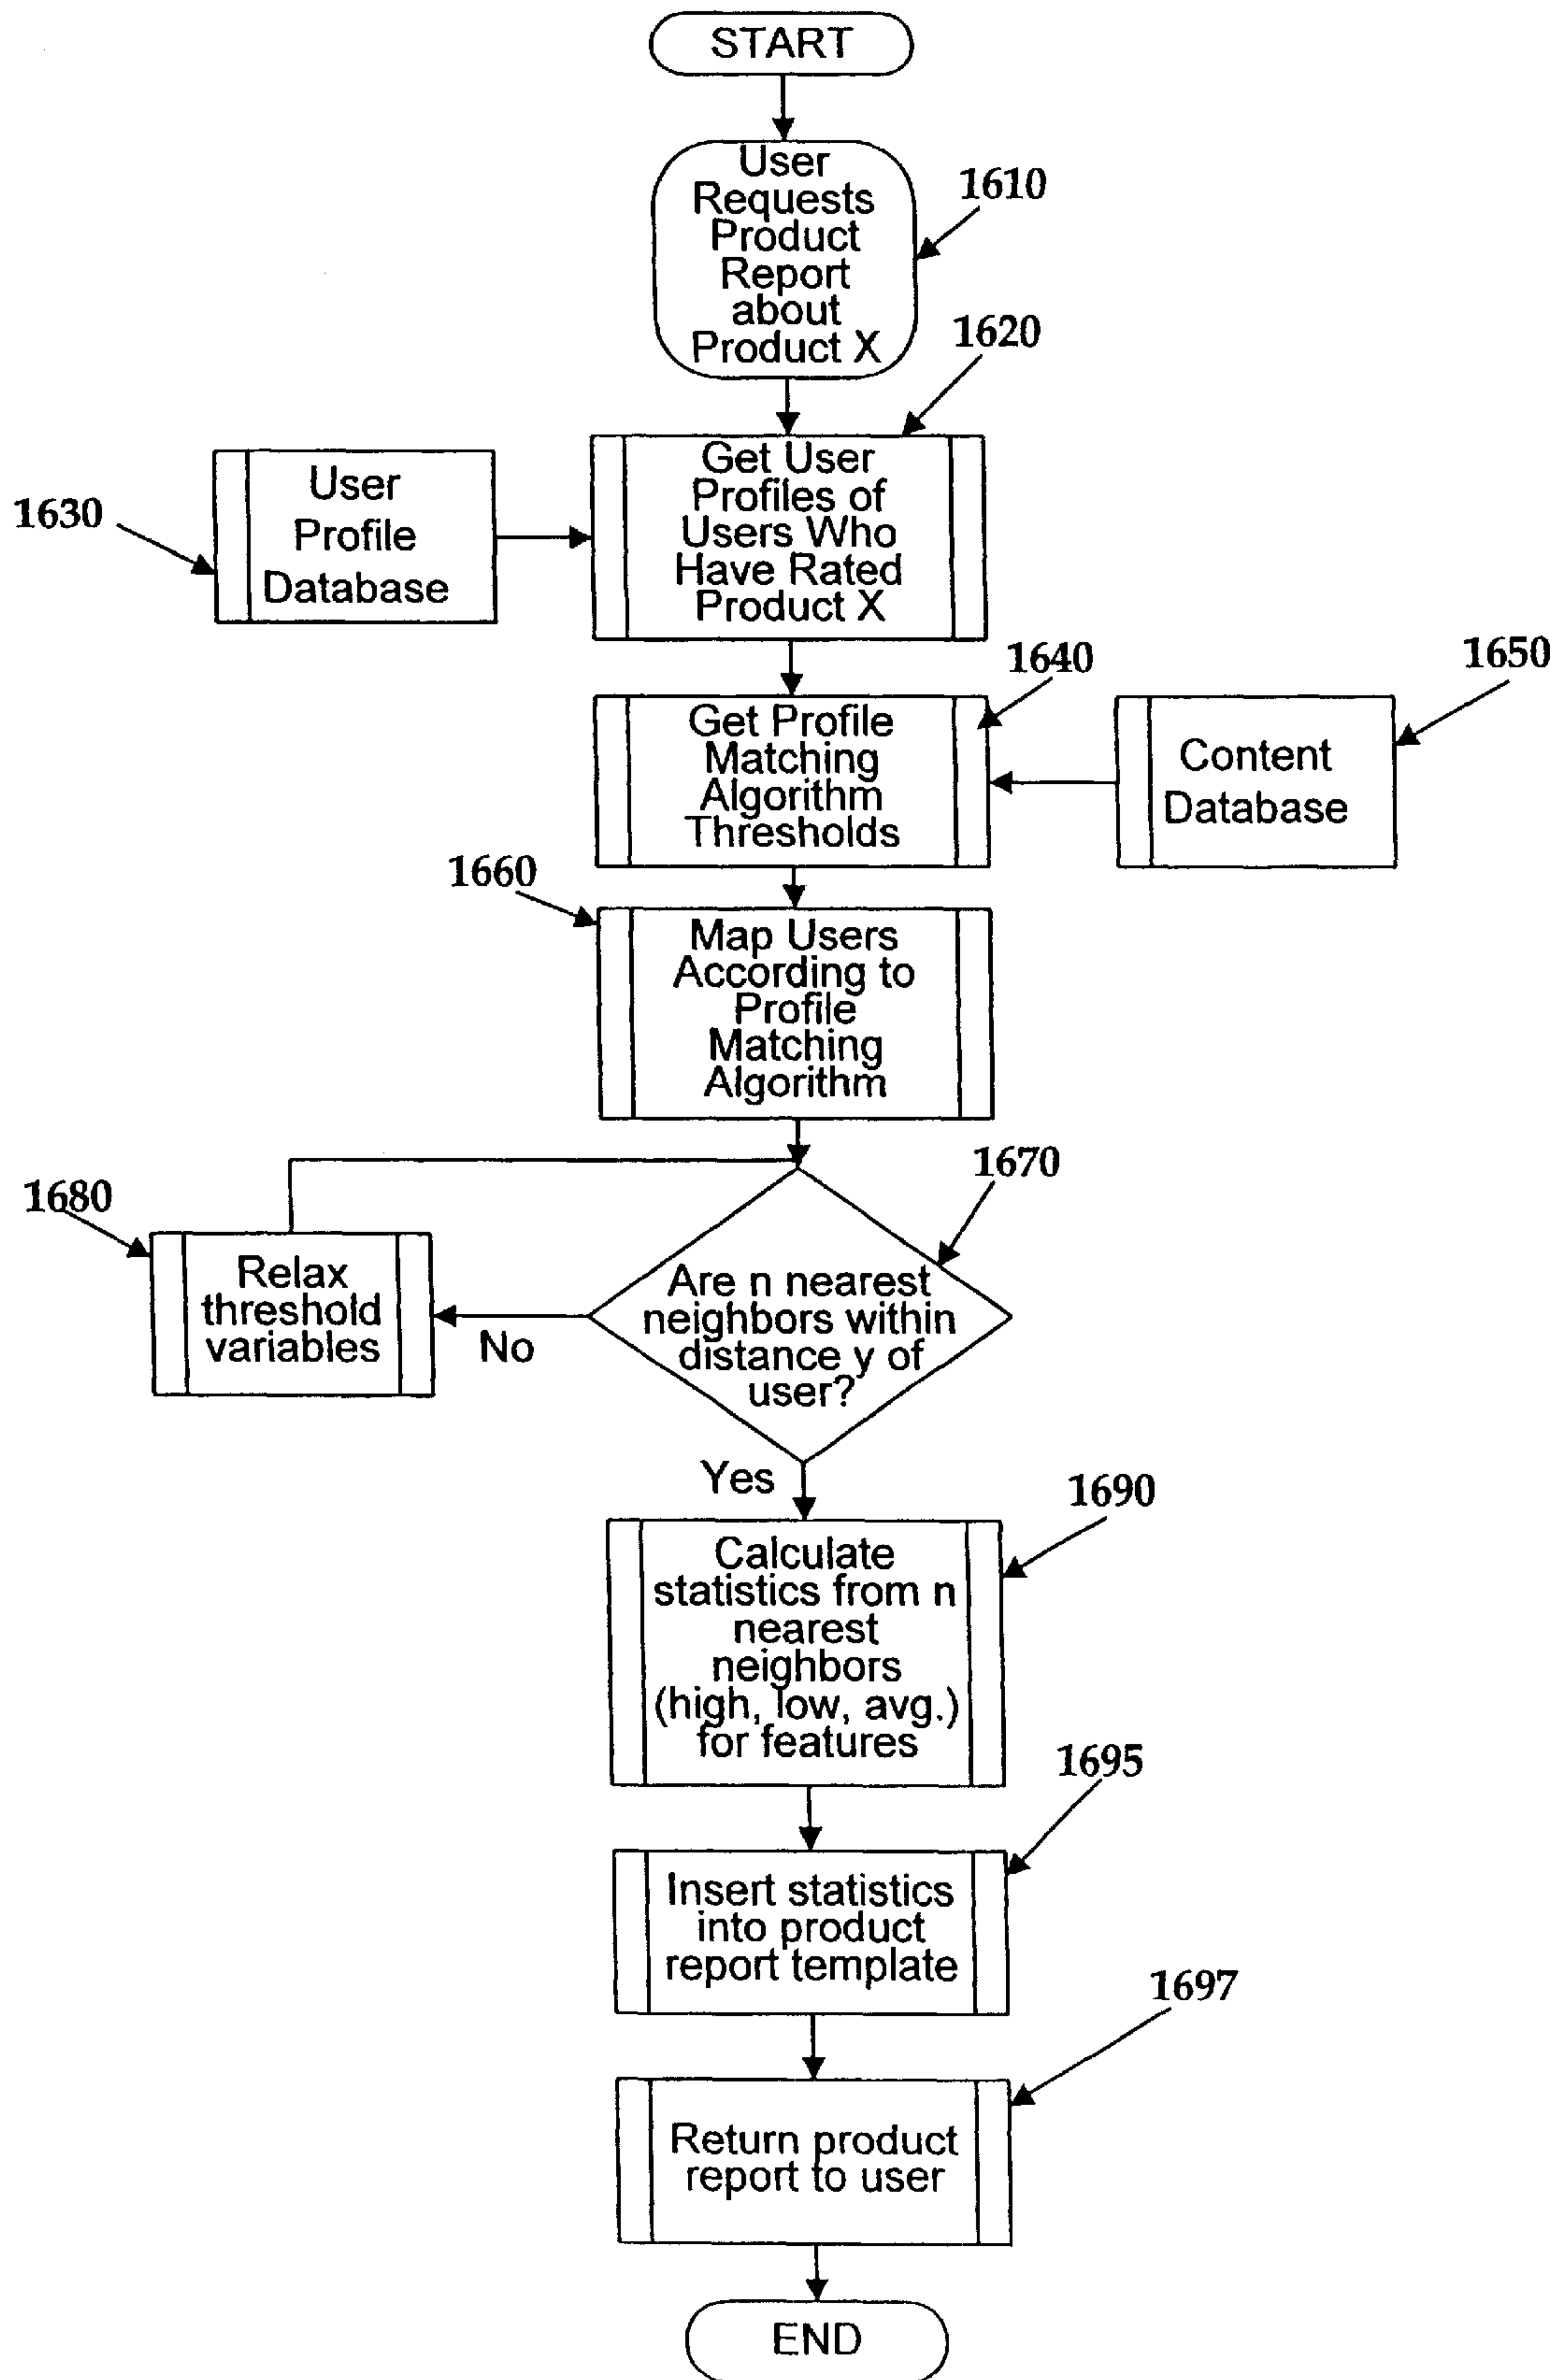 START
User
Requests
Product
Report
about
Product X
1610
1620
Get User
Profiles of
Users Who
Have Rated
Product X
User
Profile
Database
1630
1640
1650
Get Profile
Matching
Algorithm
Thresholds
Content
Database
1660
Map Users
According to
Profile
Matching
Algorithm
1670
1680
Relax
threshold
variables
No
Are n nearest
neighbors within
distance y of
user?
Yes
1690
Calculate
statistics from n
nearest
neighbors
(high, low, avg.)
for features
1695
Insert statistics
into product
report template
1697
Return product
report to user
END